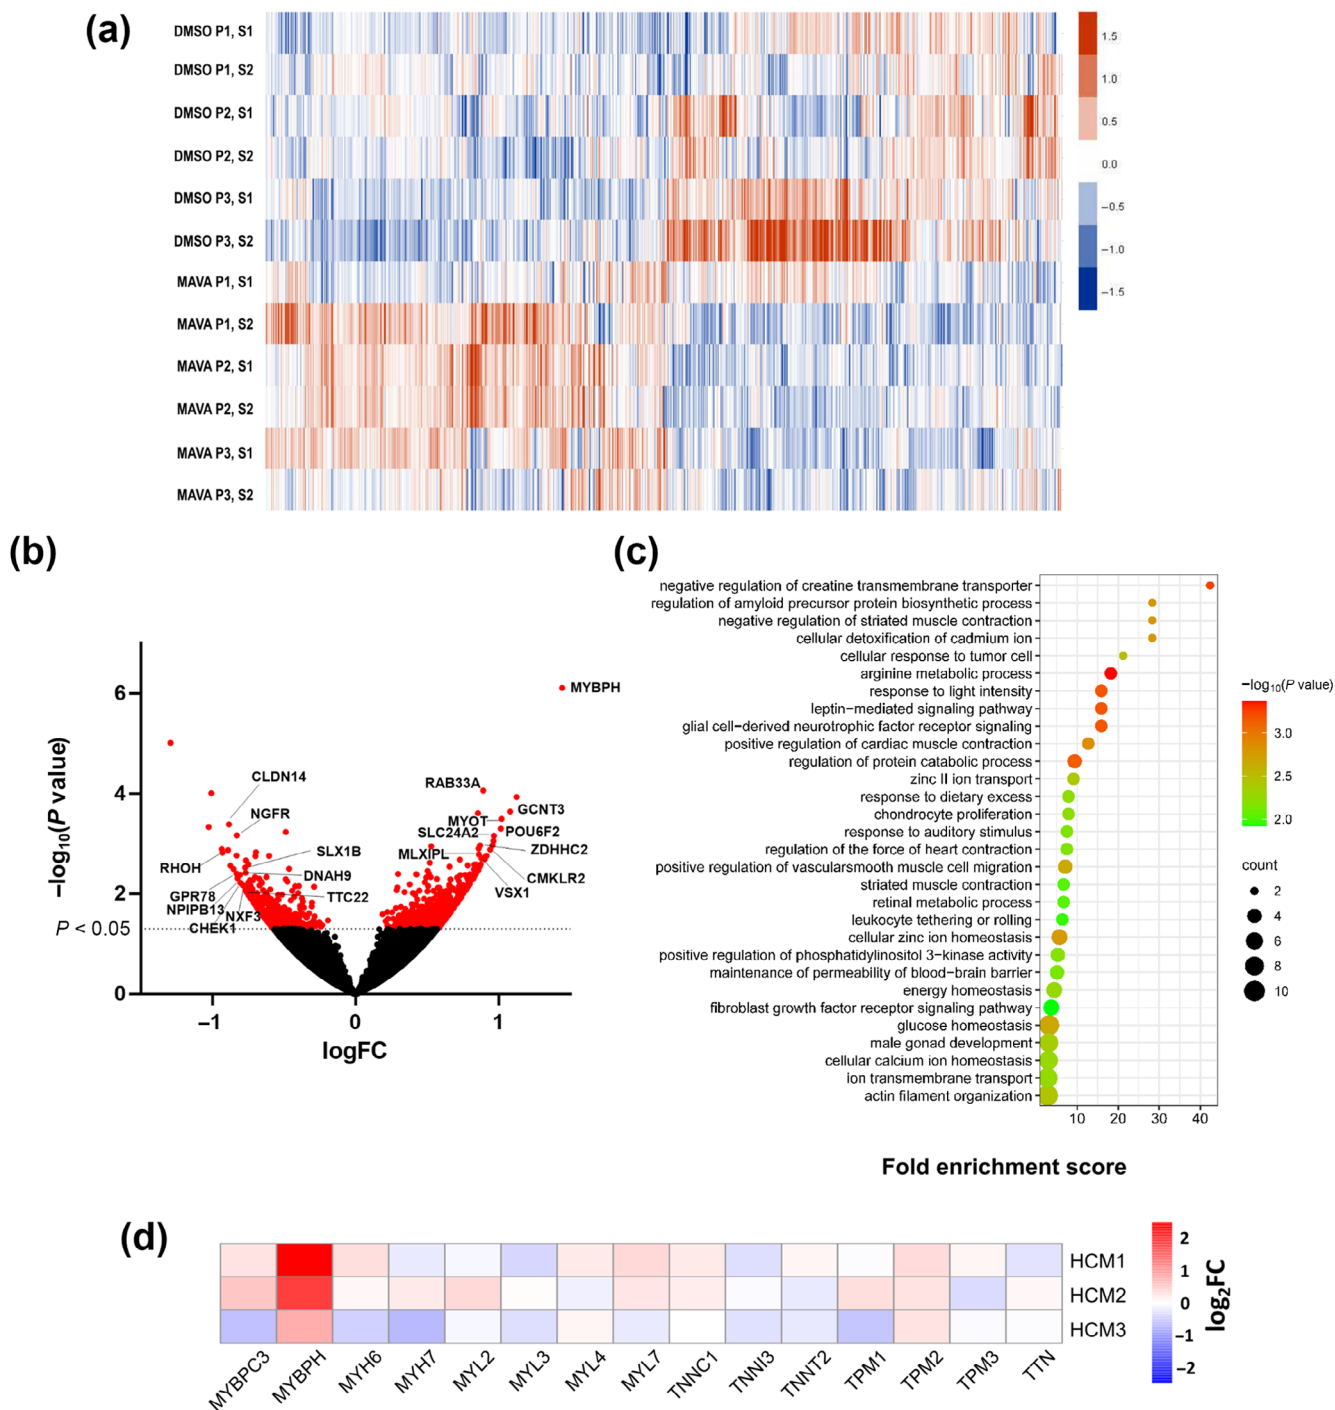 (a)
DMSO P1, S1
DMSO P1, S2
DMSO P2, S1
DMSO P2, S2
DMSO P3, S1
DMSO P3, S2
MAVA P1, S1
MAVA P1, S2
MAVA P2, S1
MAVA P2, S2
MAVA P3, S1
MAVA P3, S2
1.5
1.0
0.5
0.0
−0.5
−1.0
−1.5
(b)
−log10(P value)
6
4
2
0
P < 0.05
MYBPH
CLDN14
NGFR
RHOH
SLX1B
GPR78
DNAH9
NPIPB13
TTC22
NXF3
CHEK1
RAB33A
GCNT3
MYOT
SLC24A2
POU6F2
MLXIPL
ZDHHC2
CMKLR2
VSX1
−1
0
1
logFC
(c)
negative regulation of creatine transmembrane transporter
regulation of amyloid precursor protein biosynthetic process
negative regulation of striated muscle contraction
cellular detoxification of cadmium ion
cellular response to tumor cell
arginine metabolic process
response to light intensity
leptin−mediated signaling pathway
glial cell−derived neurotrophic factor receptor signaling
positive regulation of cardiac muscle contraction
regulation of protein catabolic process
zinc II ion transport
response to dietary excess
chondrocyte proliferation
response to auditory stimulus
regulation of the force of heart contraction
positive regulation of vascularsmooth muscle cell migration
striated muscle contraction
retinal metabolic process
leukocyte tethering or rolling
cellular zinc ion homeostasis
positive regulation of phosphatidylinositol 3−kinase activity
maintenance of permeability of blood−brain barrier
energy homeostasis
fibroblast growth factor receptor signaling pathway
glucose homeostasis
male gonad development
cellular calcium ion homeostasis
ion transmembrane transport
actin filament organization
10
20
30
40
Fold enrichment score
−log10(P value)
3.0
2.5
2.0
count
2
4
6
8
10
(d)
HCM1
HCM2
HCM3
MYBPC3
MYBPH
MYH6
MYH7
MYL2
MYL3
MYL4
MYL7
TNNC1
TNNI3
TNNT2
TPM1
TPM2
TPM3
TTN
2
1
0
−1
−2
log2FC